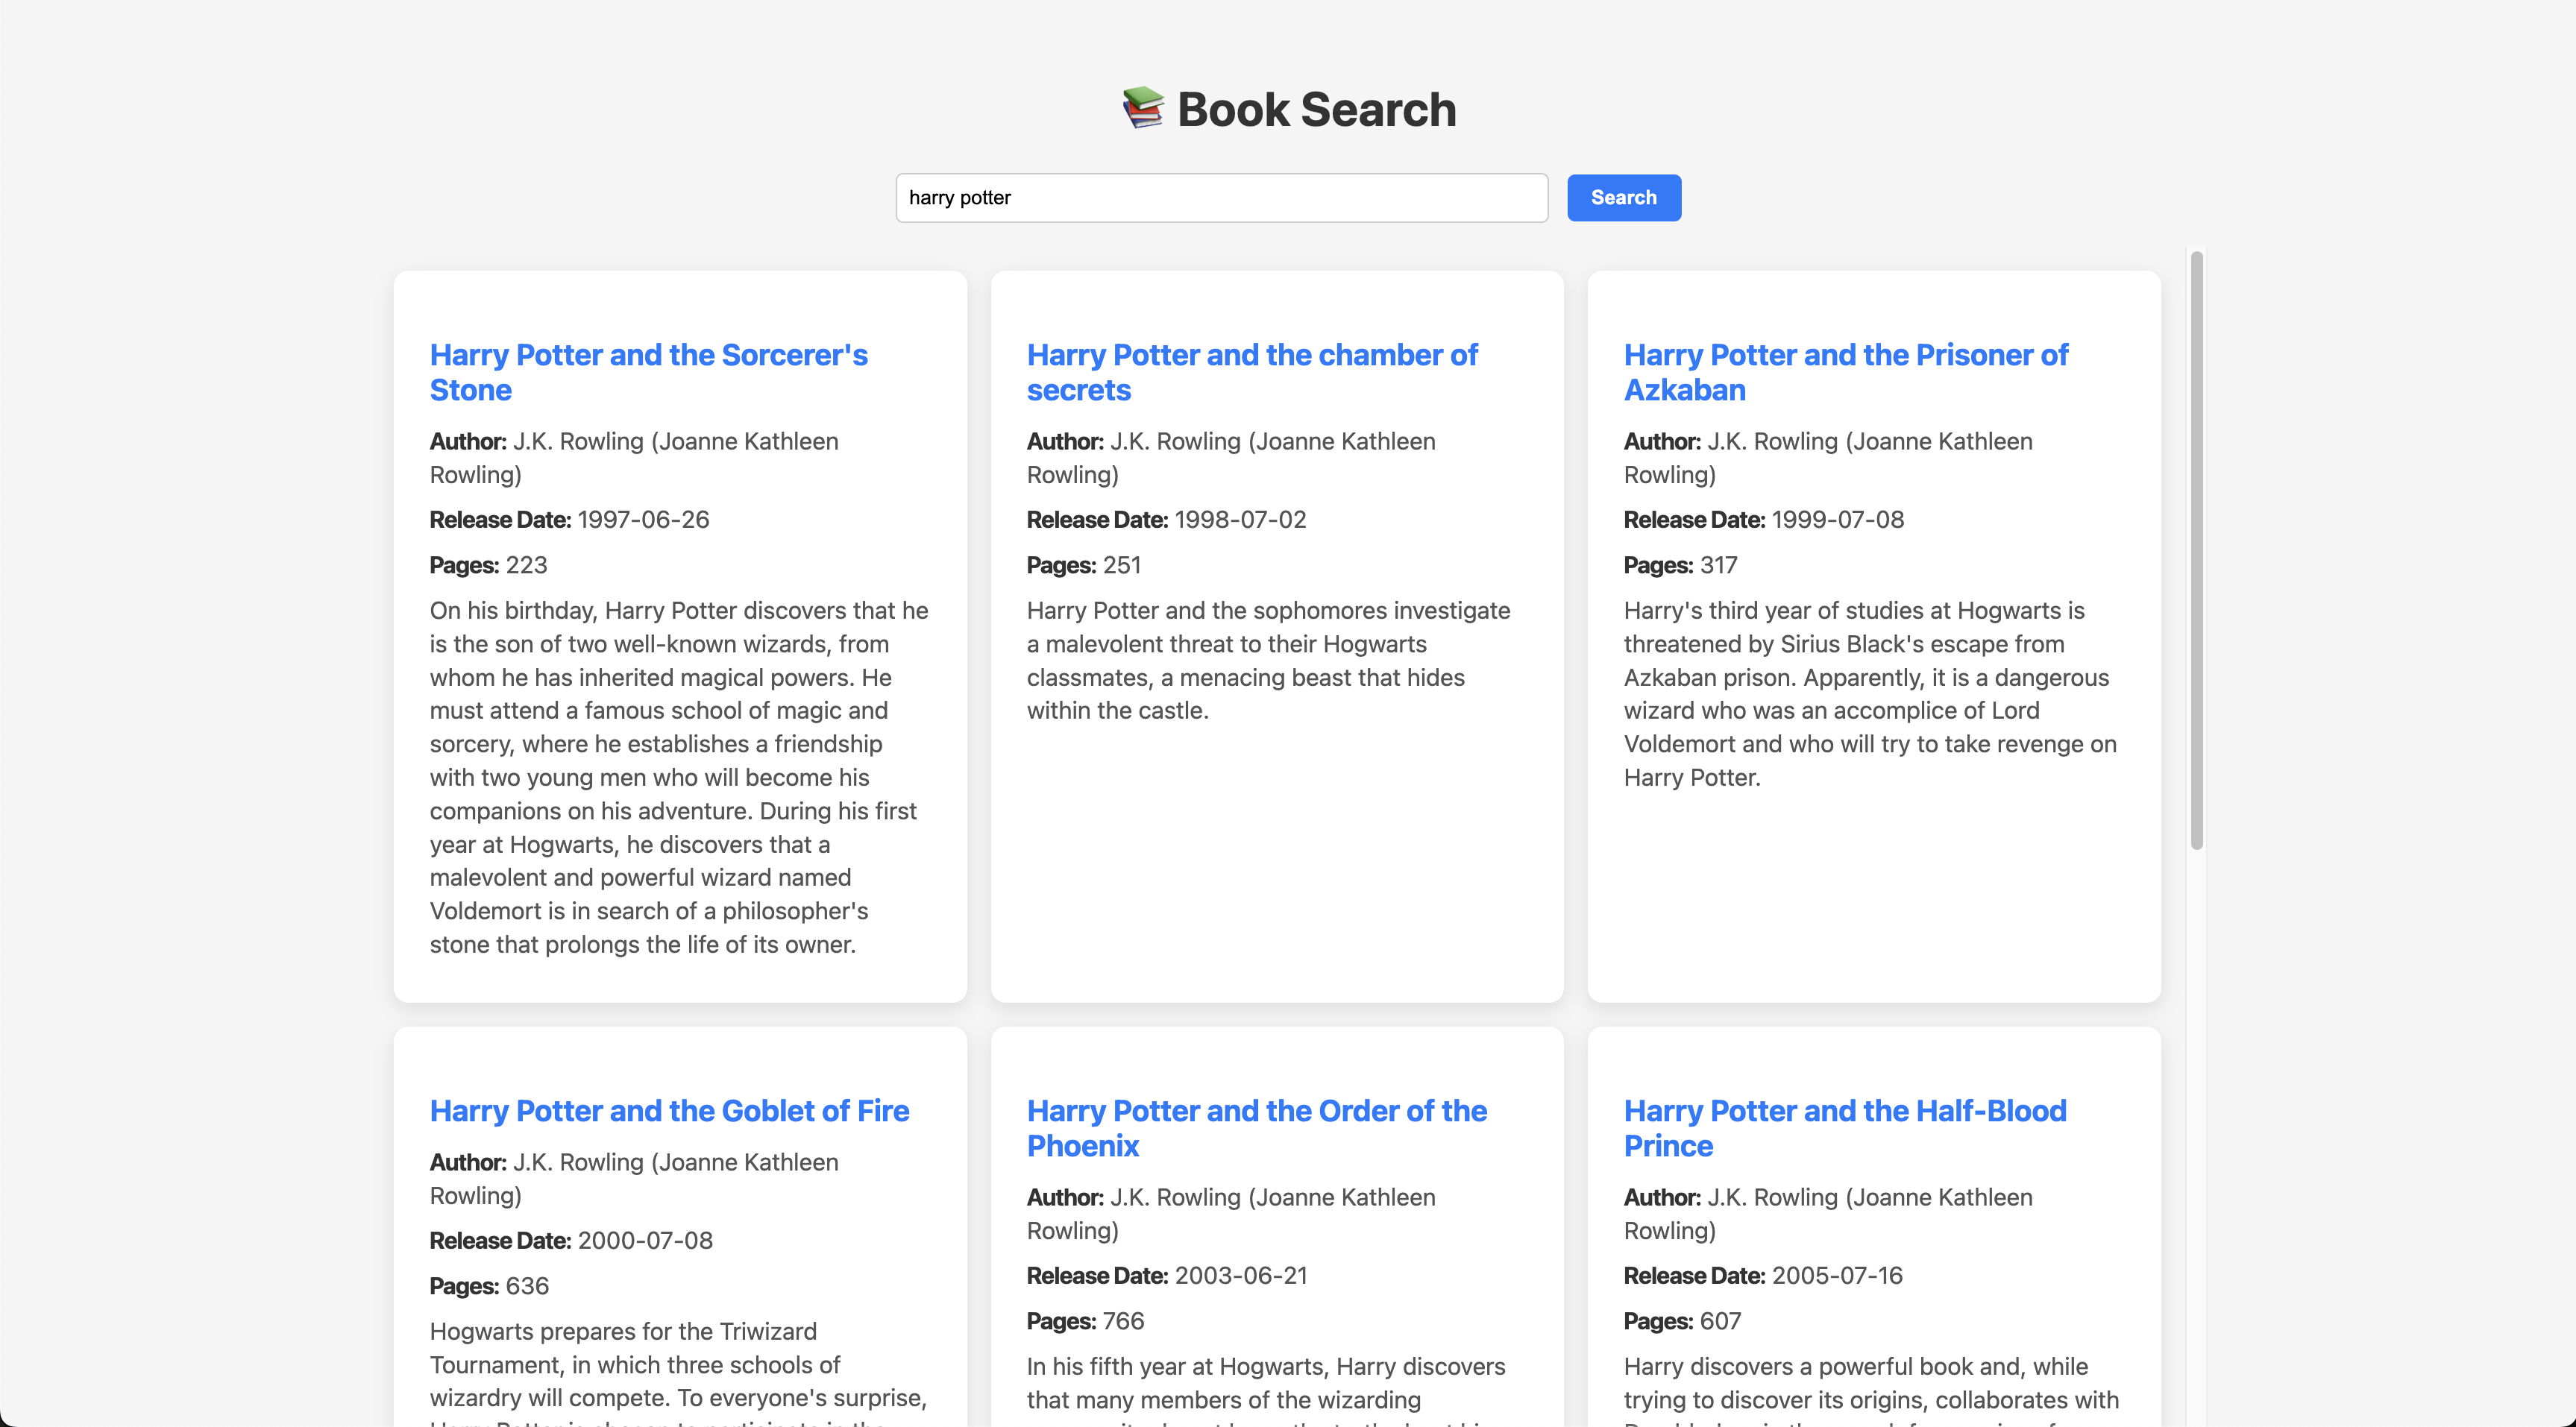 📚 Book Search
harry potter
Search
Harry Potter and the Sorcerer's
Stone
Author: J.K. Rowling (Joanne Kathleen
Rowling)
Release Date: 1997-06-26
Pages: 223
On his birthday, Harry Potter discovers that he
is the son of two well-known wizards, from
whom he has inherited magical powers. He
must attend a famous school of magic and
sorcery, where he establishes a friendship
with two young men who will become his
companions on his adventure. During his first
year at Hogwarts, he discovers that a
malevolent and powerful wizard named
Voldemort is in search of a philosopher's
stone that prolongs the life of its owner.
Harry Potter and the chamber of
secrets
Author: J.K. Rowling (Joanne Kathleen
Rowling)
Release Date: 1998-07-02
Pages: 251
Harry Potter and the sophomores investigate
a malevolent threat to their Hogwarts
classmates, a menacing beast that hides
within the castle.
Harry Potter and the Prisoner of
Azkaban
Author: J.K. Rowling (Joanne Kathleen
Rowling)
Release Date: 1999-07-08
Pages: 317
Harry's third year of studies at Hogwarts is
threatened by Sirius Black's escape from
Azkaban prison. Apparently, it is a dangerous
wizard who was an accomplice of Lord
Voldemort and who will try to take revenge on
Harry Potter.
Harry Potter and the Goblet of Fire
Author: J.K. Rowling (Joanne Kathleen
Rowling)
Release Date: 2000-07-08
Pages: 636
Hogwarts prepares for the Triwizard
Tournament, in which three schools of
wizardry will compete. To everyone's surprise,
Harry Potter and the Order of the
Phoenix
Author: J.K. Rowling (Joanne Kathleen
Rowling)
Release Date: 2003-06-21
Pages: 766
In his fifth year at Hogwarts, Harry discovers
that many members of the wizarding
Harry Potter and the Half-Blood
Prince
Author: J.K. Rowling (Joanne Kathleen
Rowling)
Release Date: 2005-07-16
Pages: 607
Harry discovers a powerful book and, while
trying to discover its origins, collaborates with